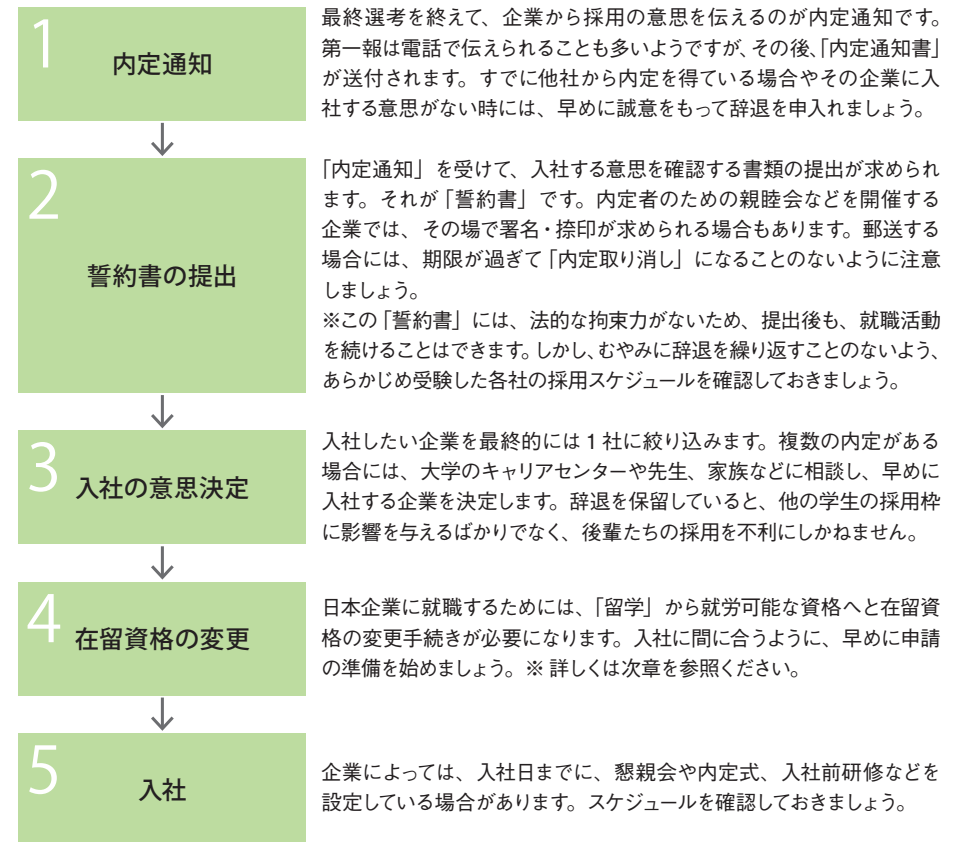 1
内定通知
最終選考を終えて、企業から採用の意思を伝えるのが内定通知です。
第一報は電話で伝えられることも多いようですが、その後、「内定通知書」
が送付されます。すでに他社から内定を得ている場合やその企業に入
社する意思がない時には、早めに誠意をもって辞退を申入れましょう。
↓
2
誓約書の提出
「内定通知」を受けて、入社する意思を確認する書類の提出が求められ
ます。それが「誓約書」です。内定者のための親睦会などを開催する
企業では、その場で署名・捺印が求められる場合もあります。郵送する
場合には、期限が過ぎて「内定取り消し」になることのないように注意
しましょう。
※この「誓約書」には、法的な拘束力がないため、提出後も、就職活動
を続けることはできます。しかし、むやみに辞退を繰り返すことのないよう、
あらかじめ受験した各社の採用スケジュールを確認しておきましょう。
↓
3
入社の意思決定
入社したい企業を最終的には1社に絞り込みます。複数の内定がある
場合には、大学のキャリアセンターや先生、家族などに相談し、早めに
入社する企業を決定します。辞退を保留していると、他の学生の採用枠
に影響を与えるばかりでなく、後輩たちの採用を不利にしかねません。
↓
4
在留資格の変更
日本企業に就職するためには、「留学」から就労可能な資格へと在留資
格の変更手続きが必要になります。入社に間に合うように、早めに申請
の準備を始めましょう。※ 詳しくは次章を参照ください。
↓
5
入社
企業によっては、入社日までに、懇親会や内定式、入社前研修などを
設定している場合があります。スケジュールを確認しておきましょう。